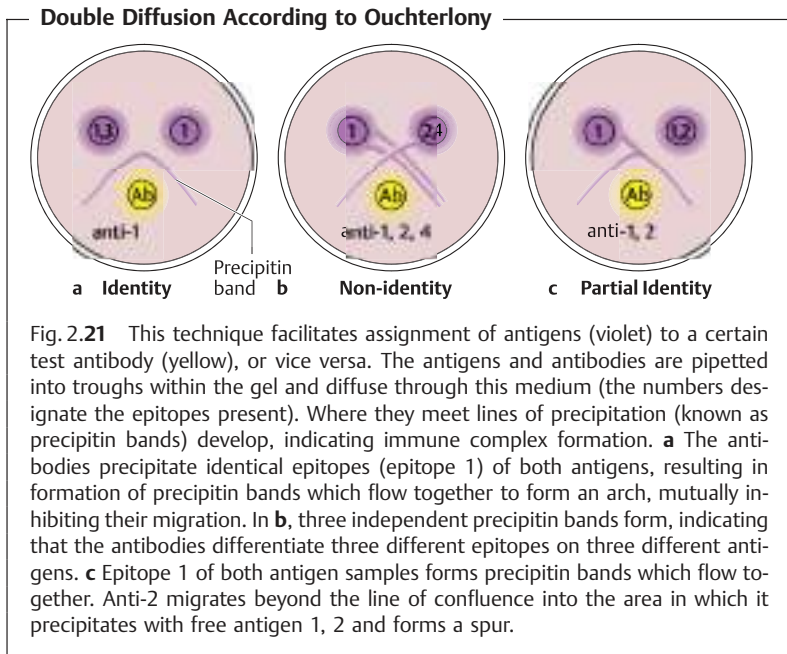 Double Diffusion According to Ouchterlony
1,3 1 1 2,4 1 1,2
Ab Ab Ab
anti-1 anti-1, 2, 4 anti-1, 2
Precipitin
a Identity band b Non-identity c Partial Identity
Fig. 2.21 This technique facilitates assignment of antigens (violet) to a certain
test antibody (yellow), or vice versa. The antigens and antibodies are pipetted
into troughs within the gel and diffuse through this medium (the numbers des-
ignate the epitopes present). Where they meet lines of precipitation (known as
precipitin bands) develop, indicating immune complex formation. a The anti-
bodies precipitate identical epitopes (epitope 1) of both antigens, resulting in
formation of precipitin bands which flow together to form an arch, mutually in-
hibiting their migration. In b, three independent precipitin bands form, indicating
that the antibodies differentiate three different epitopes on three different anti-
gens. c Epitope 1 of both antigen samples forms precipitin bands which flow to-
gether. Anti-2 migrates beyond the line of confluence into the area in which it
precipitates with free antigen 1, 2 and forms a spur.